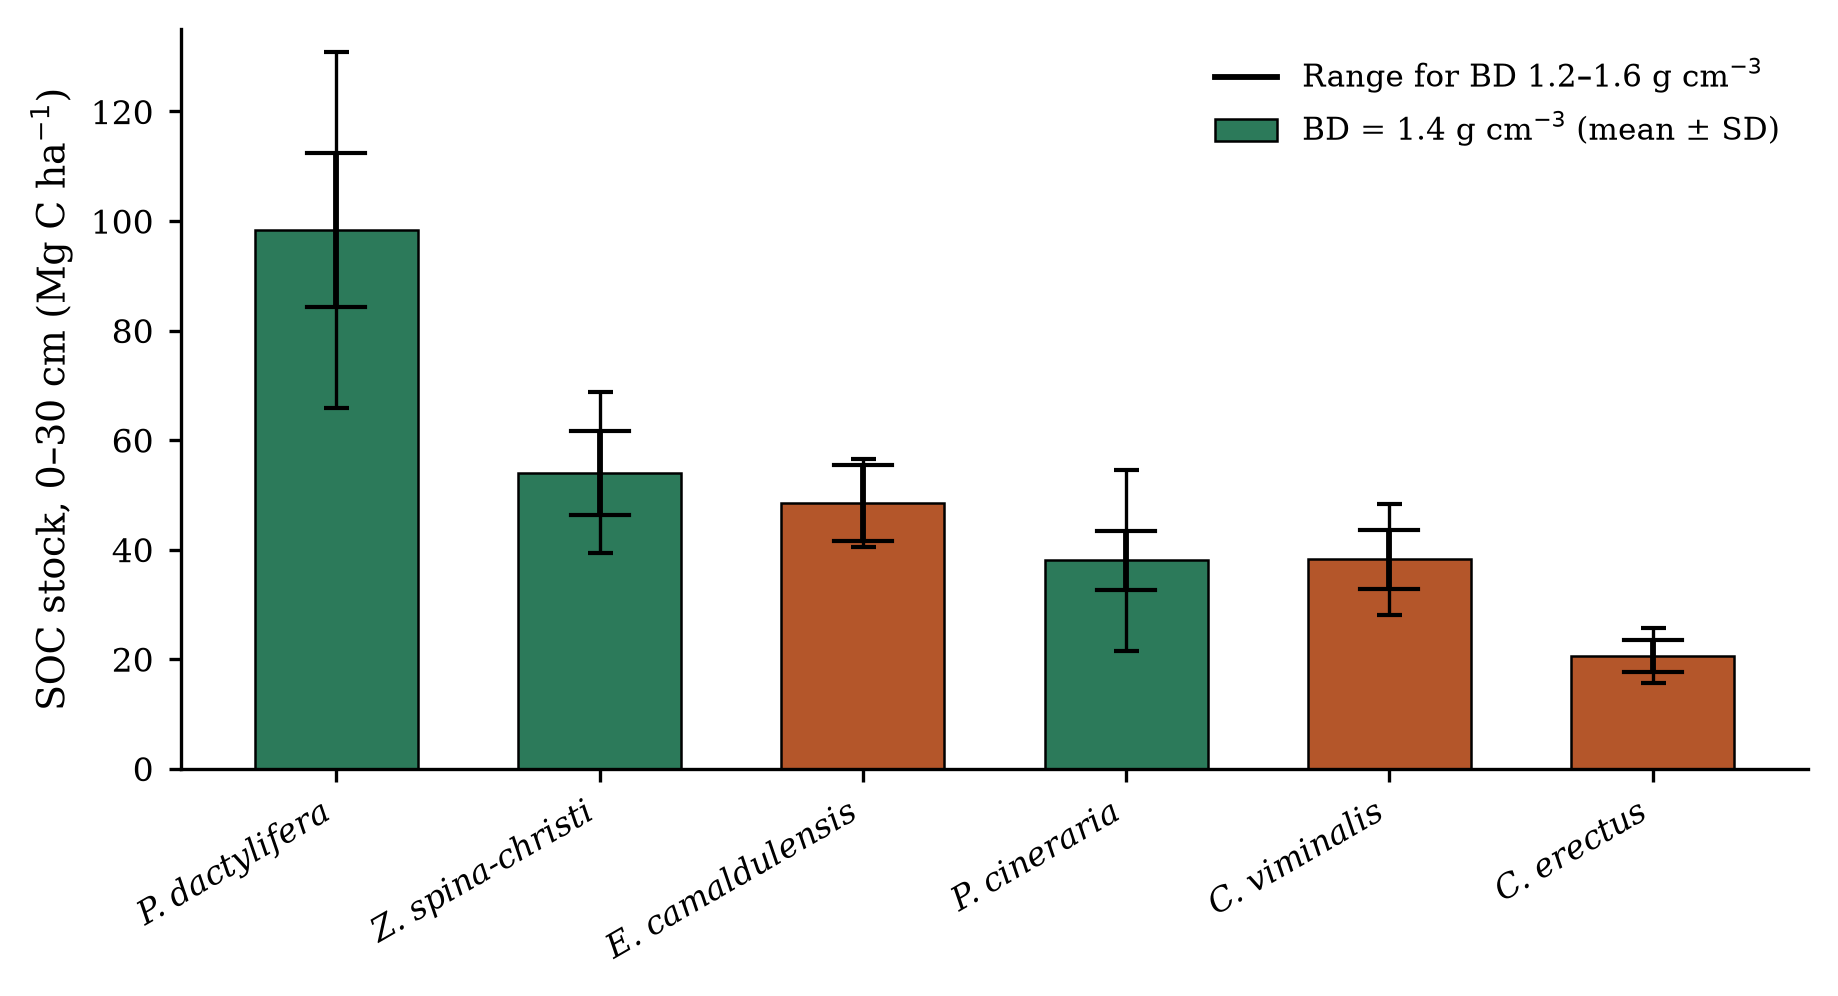 SOC stock, 0–30 cm (Mg C ha⁻¹)
120
100
80
60
40
20
0
Range for BD 1.2–1.6 g cm⁻³
BD = 1.4 g cm⁻³ (mean ± SD)
P. dactylifera
Z. spina-christi
E. camaldulensis
P. cineraria
C. viminalis
C. erectus